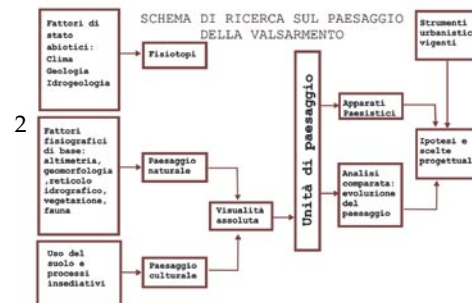 SCHEMA DI RICERCA SUL PAESAGGIO
DELLA VALSARMENTO
Fattori di
stato
abiotici:
Clima
Geologia
Idrogeologia
Fisiotopi
Strumenti
urbanistic
vigenti
2
Fattori
fisiografici
di base:
altimetria,
geomorfologia
,reticolo
idrografico,
vegetazione,
fauna
Paesaggio
naturale
Visualità
assoluta
Unità di paesaggio
Apparati
Paesistici
Ipotesi e
scelte
progettual
Analisi
comparata:
evoluzione
del
paesaggio
Uso del
suolo e
processi
insediativi
Paesaggio
culturale